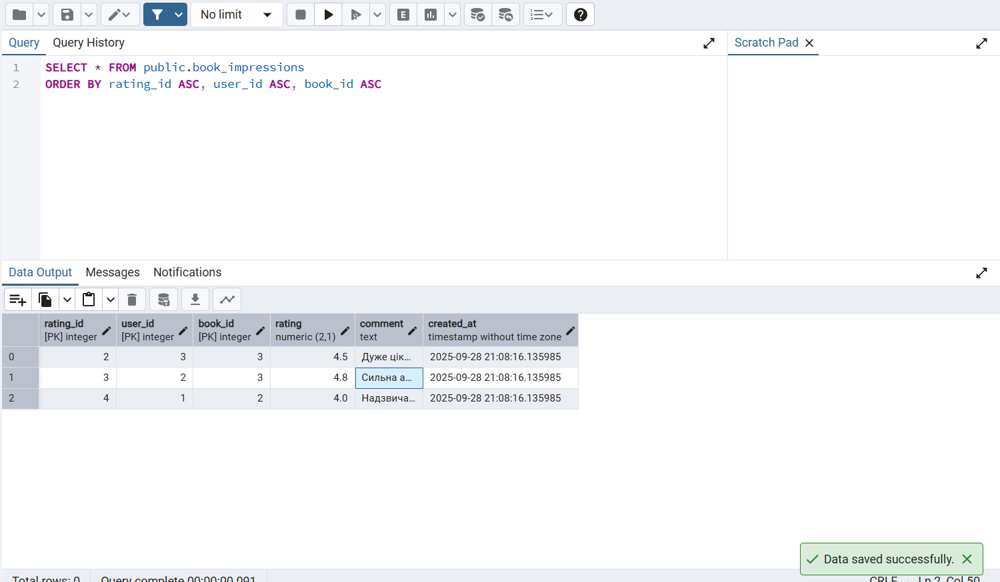 No limit
E
Query Query History
Scratch Pad
1 SELECT * FROM public.book_impressions
2 ORDER BY rating_id ASC, user_id ASC, book_id ASC
Data Output Messages Notifications
rating_id user_id book_id rating comment created_at
[PK] integer [PK] integer [PK] integer numeric (2,1) text timestamp without time zone
0 2 3 3 4.5 Дуже цік... 2025-09-28 21:08:16.135985
1 3 2 3 4.8 Сильна а... 2025-09-28 21:08:16.135985
2 4 1 2 4.0 Надзвича... 2025-09-28 21:08:16.135985
Data saved successfully.
Total rows: 0 Query complete 00:00:00.091 CRLF Ln 2, Col 50